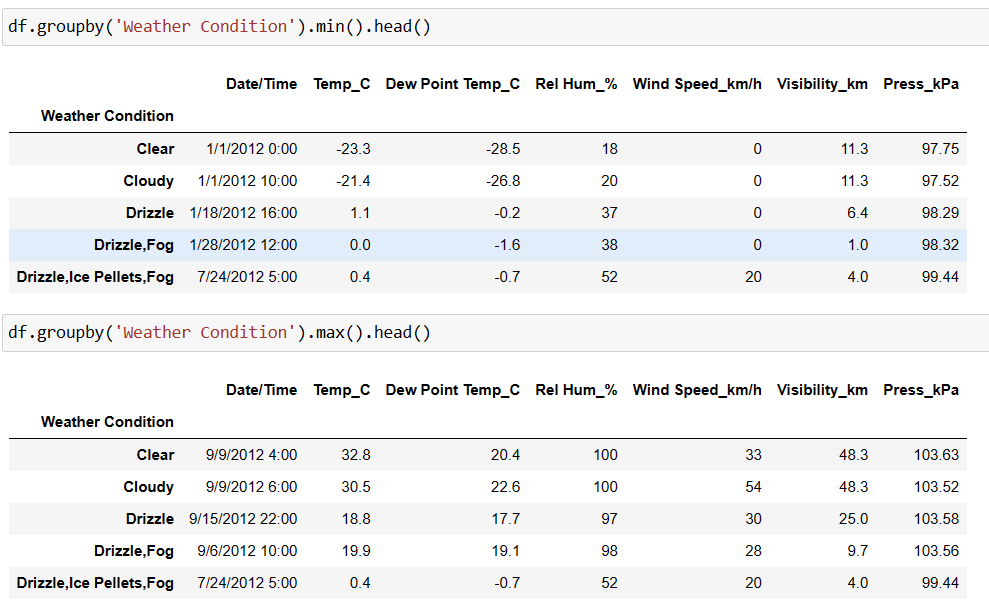 df.groupby('Weather Condition').min().head()
Date/Time Temp_C Dew Point Temp_C Rel Hum_% Wind Speed_km/h Visibility_km Press_kPa
Weather Condition
Clear 1/1/2012 0:00 -23.3 -28.5 18 0 11.3 97.75
Cloudy 1/1/2012 10:00 -21.4 -26.8 20 0 11.3 97.52
Drizzle 1/18/2012 16:00 1.1 -0.2 37 0 6.4 98.29
Drizzle,Fog 1/28/2012 12:00 0.0 -1.6 38 0 1.0 98.32
Drizzle,Ice Pellets,Fog 7/24/2012 5:00 0.4 -0.7 52 20 4.0 99.44
df.groupby('Weather Condition').max().head()
Date/Time Temp_C Dew Point Temp_C Rel Hum_% Wind Speed_km/h Visibility_km Press_kPa
Weather Condition
Clear 9/9/2012 4:00 32.8 20.4 100 33 48.3 103.63
Cloudy 9/9/2012 6:00 30.5 22.6 100 54 48.3 103.52
Drizzle 9/15/2012 22:00 18.8 17.7 97 30 25.0 103.58
Drizzle,Fog 9/6/2012 10:00 19.9 19.1 98 28 9.7 103.56
Drizzle,Ice Pellets,Fog 7/24/2012 5:00 0.4 -0.7 52 20 4.0 99.44